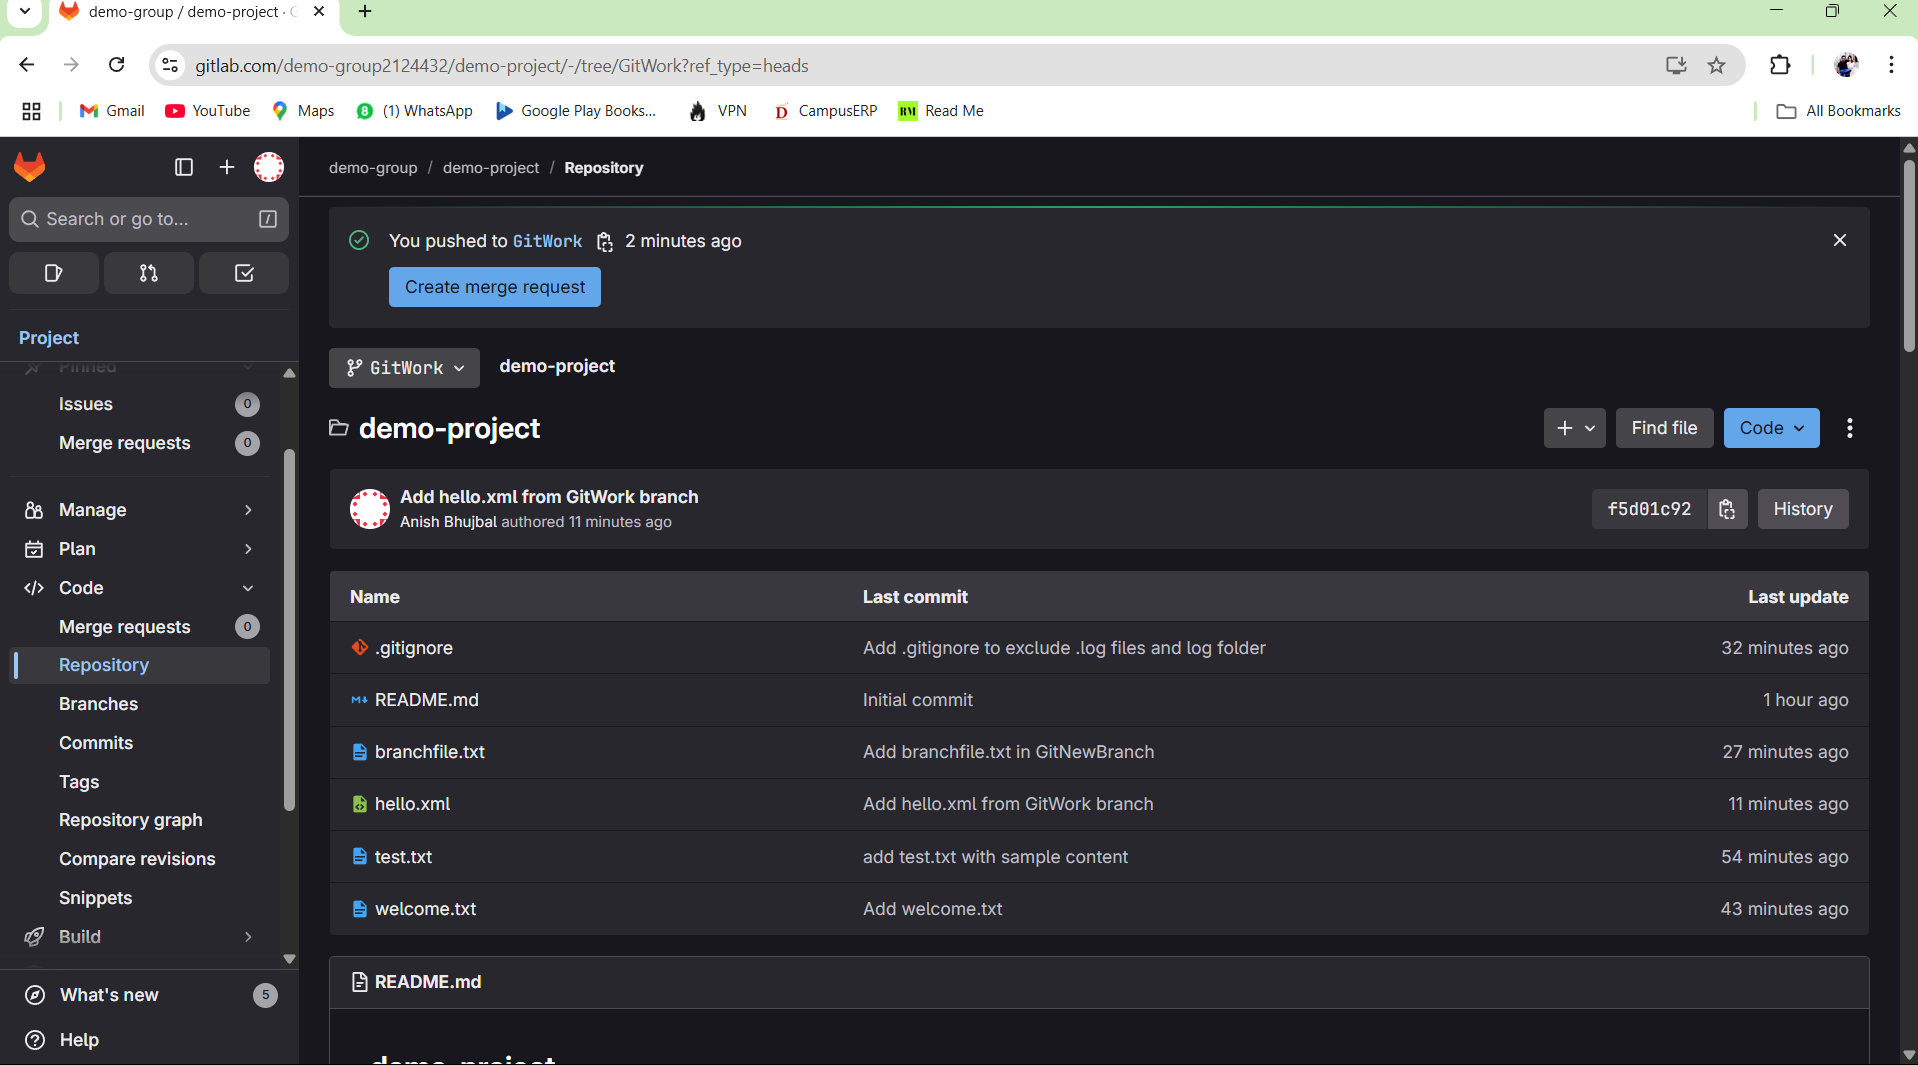 demo-group / demo-project ·
gitlab.com/demo-group2124432/demo-project/-/tree/GitWork?ref_type=heads
Gmail YouTube Maps (1) WhatsApp Google Play Books... VPN CampusERP RM Read Me All Bookmarks
demo-group / demo-project / Repository
Search or go to... /
You pushed to GitWork 2 minutes ago
Create merge request
Project
Pinned
Issues 0
Merge requests 0
Manage
Plan
Code
Merge requests 0
Repository
Branches
Commits
Tags
Repository graph
Compare revisions
Snippets
Build
What's new 5
Help
GitWork demo-project
demo-project
Find file Code
Add hello.xml from GitWork branch
Anish Bhujbal authored 11 minutes ago
f5d01c92 History
Name Last commit Last update
.gitignore Add .gitignore to exclude .log files and log folder 32 minutes ago
README.md Initial commit 1 hour ago
branchfile.txt Add branchfile.txt in GitNewBranch 27 minutes ago
hello.xml Add hello.xml from GitWork branch 11 minutes ago
test.txt add test.txt with sample content 54 minutes ago
welcome.txt Add welcome.txt 43 minutes ago
README.md
demo-project